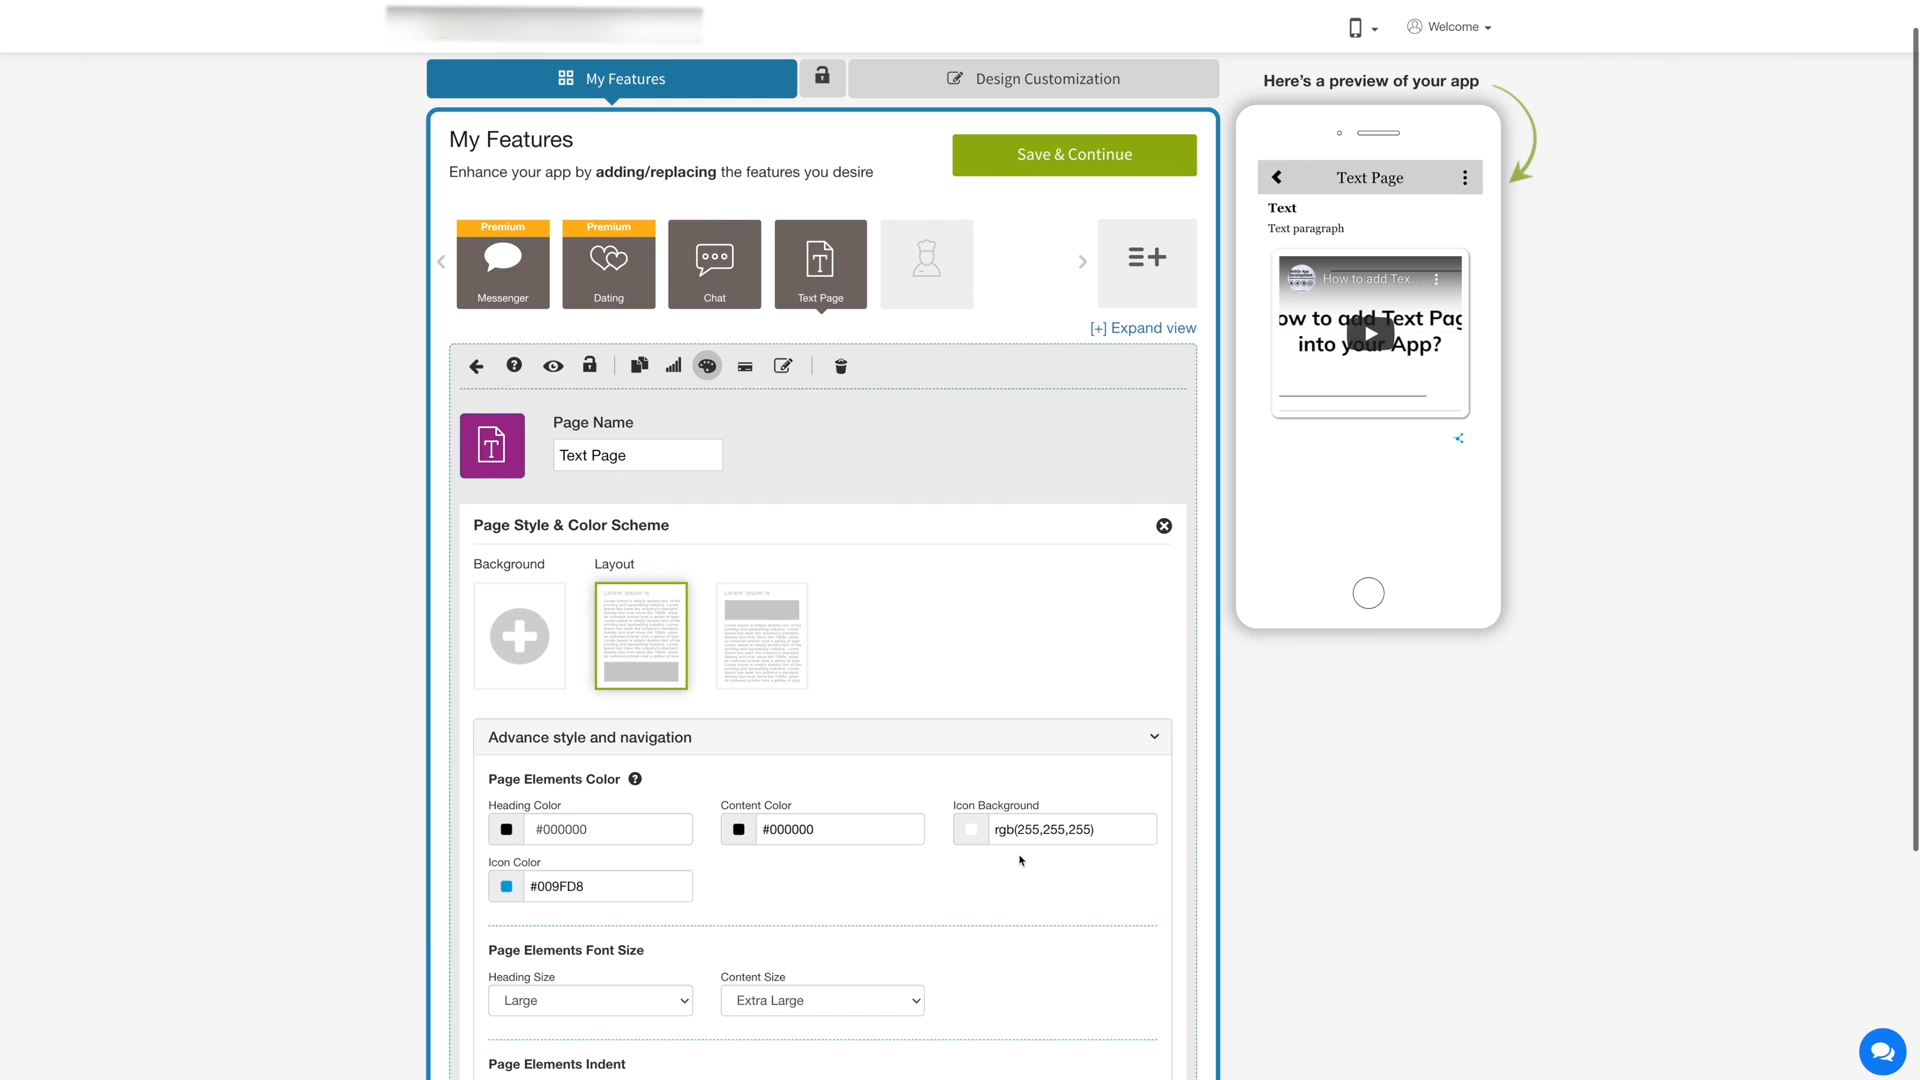 Welcome
My Features
Design Customization
Here's a preview of your app
My Features
Enhance your app by adding/replacing the features you desire
Save & Continue
Premium
Messenger
Premium
Dating
Chat
Text Page
[+] Expand view
Page Name
Text Page
Page Style & Color Scheme
Background
Layout
Advance style and navigation
Page Elements Color
Heading Color
#000000
Content Color
#000000
Icon Background
rgb(255,255,255)
Icon Color
#009FD8
Page Elements Font Size
Heading Size
Large
Content Size
Extra Large
Page Elements Indent
Text Page
Text
Text paragraph
How to add Tex...
ow to add Text Pag
into your App?